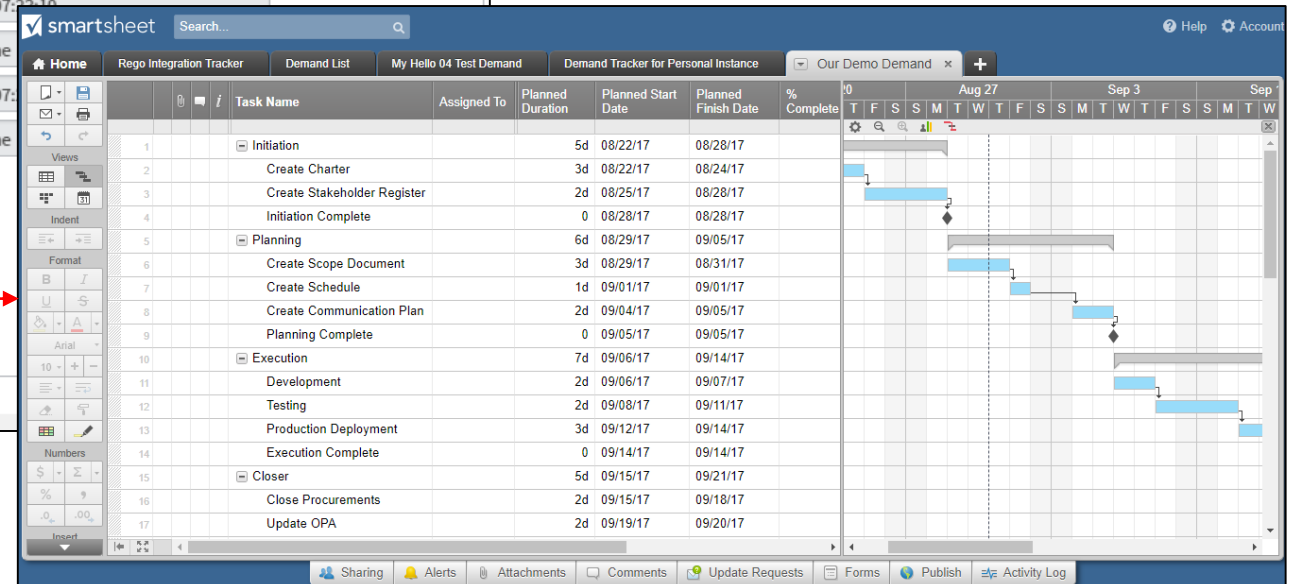 smartsheet Search... Help Account
Home Rego Integration Tracker Demand List My Hello 04 Test Demand Demand Tracker for Personal Instance Our Demo Demand × +
Task Name Assigned To Planned Duration Planned Start Date Planned Finish Date % Complete Aug 27 Sep 3 Sep
T F S S M T W T F S S M T W T F S S M T W
1 Initiation 5d 08/22/17 08/28/17
2 Create Charter 3d 08/22/17 08/24/17
3 Create Stakeholder Register 2d 08/25/17 08/28/17
4 Initiation Complete 0 08/28/17 08/28/17
5 Planning 6d 08/29/17 09/05/17
6 Create Scope Document 3d 08/29/17 08/31/17
7 Create Schedule 1d 09/01/17 09/01/17
8 Create Communication Plan 2d 09/04/17 09/05/17
9 Planning Complete 0 09/05/17 09/05/17
10 Execution 7d 09/06/17 09/14/17
11 Development 2d 09/06/17 09/07/17
12 Testing 2d 09/08/17 09/11/17
13 Production Deployment 3d 09/12/17 09/14/17
14 Execution Complete 0 09/14/17 09/14/17
15 Closer 5d 09/15/17 09/21/17
16 Close Procurements 2d 09/15/17 09/18/17
17 Update OPA 2d 09/19/17 09/20/17
Views
31
Indent
Format
B I
U S
A
Arial
10 + −
Numbers
$ Σ
% ,
.0 .00
Insert
Sharing Alerts Attachments Comments Update Requests Forms Publish Activity Log